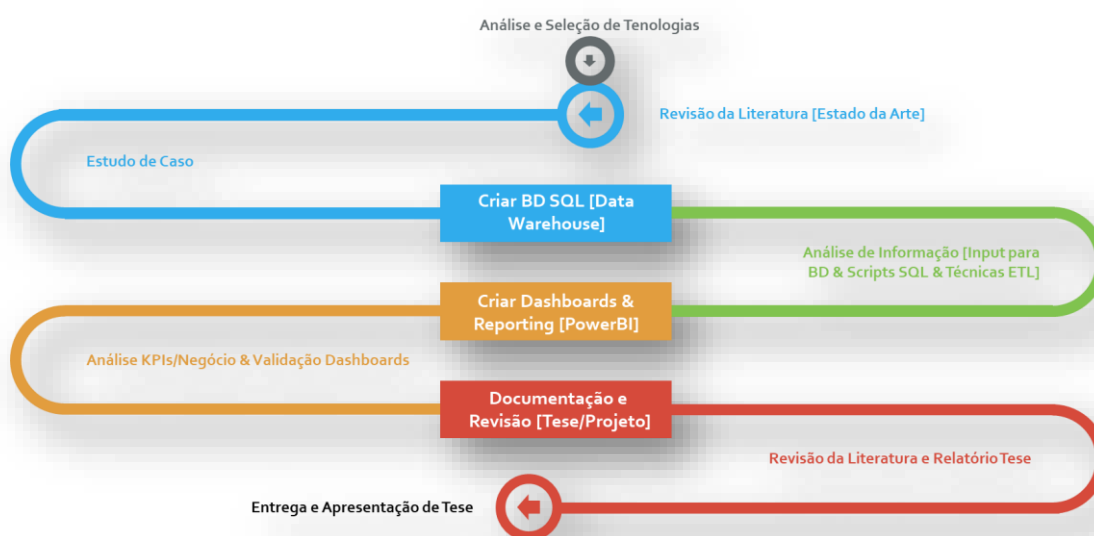 Análise e Seleção de Tenologias
Revisão da Literatura [Estado da Arte]
Estudo de Caso
Criar BD SQL [Data
Warehouse]
Análise de Informação [Input para
BD & Scripts SQL & Técnicas ETL]
Criar Dashboards &
Reporting [PowerBI]
Análise KPIs/Negócio & Validação Dashboards
Documentação e
Revisão [Tese/Projeto]
Revisão da Literatura e Relatório Tese
Entrega e Apresentação de Tese